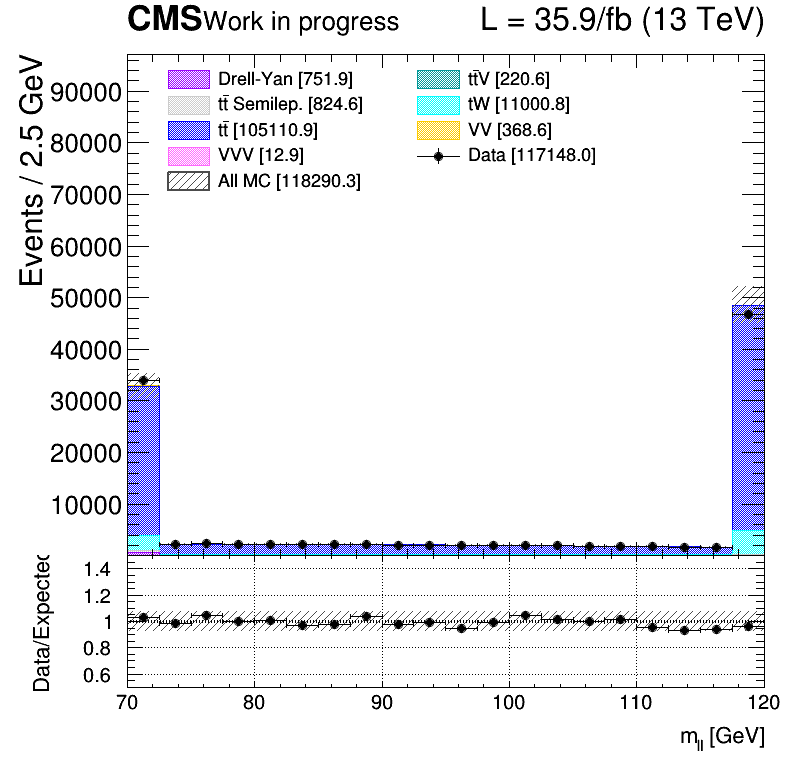 CMS Work in progress L = 35.9/fb (13 TeV)
Events / 2.5 GeV
90000
80000
70000
60000
50000
40000
30000
20000
10000
Drell-Yan [751.9]
tt̄ Semilep. [824.6]
tt̄ [105110.9]
VVV [12.9]
All MC [118290.3]
tt̄V [220.6]
tW [11000.8]
VV [368.6]
Data [117148.0]
Data/Expected
1.4
1.2
1
0.8
0.6
70 80 90 100 110 120
m_ll [GeV]